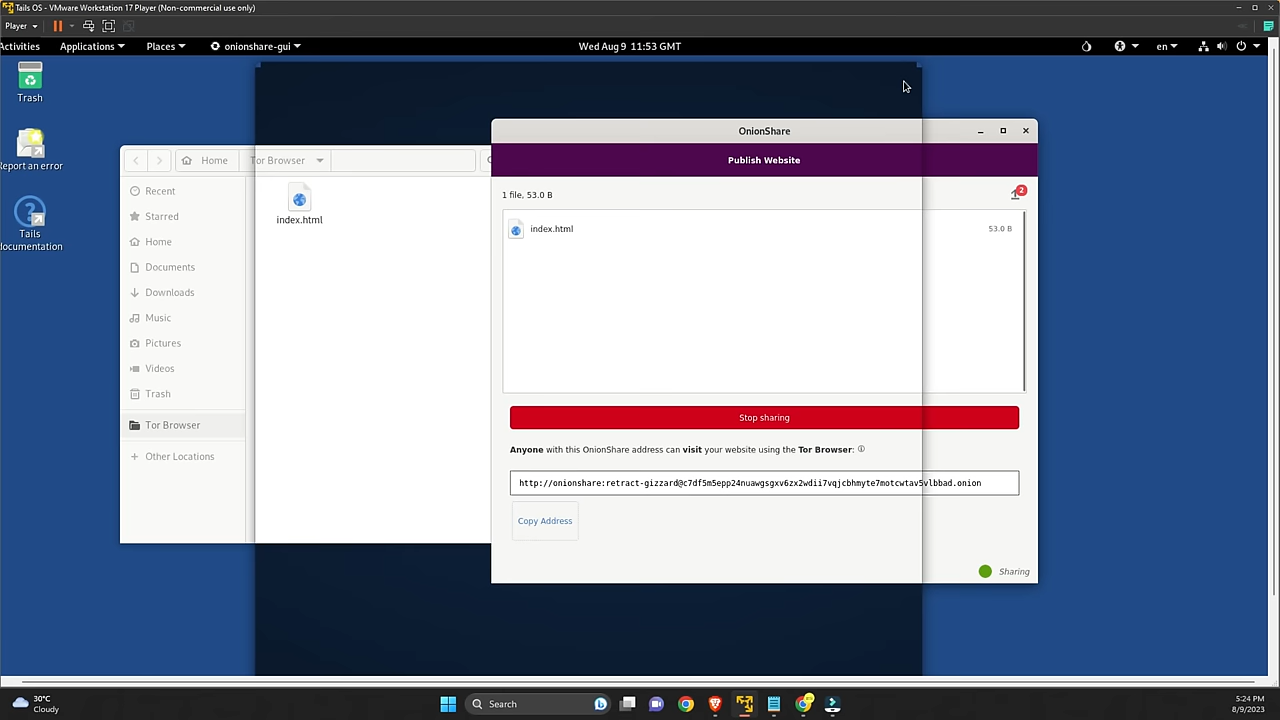 Tails OS - VMware Workstation 17 Player (Non-commercial use only)
Player
Activities Applications Places onionshare-gui Wed Aug 9 11:53 GMT en
Trash
Report an error
Tails
documentation
Home Tor Browser
Recent
Starred
Home
Documents
Downloads
Music
Pictures
Videos
Trash
Tor Browser
Other Locations
index.html
OnionShare
Publish Website
1 file, 53.0 B
2
index.html 53.0 B
Stop sharing
Anyone with this OnionShare address can visit your website using the Tor Browser:
http://onionshare:retract-gizzard@c7df5m5epp24nuawgsgxv6zx2wdii7vqjcbhmyte7motcwtav5vlbbad.onion
Copy Address
Sharing
30°C
Cloudy
Search
5:24 PM
8/9/2023